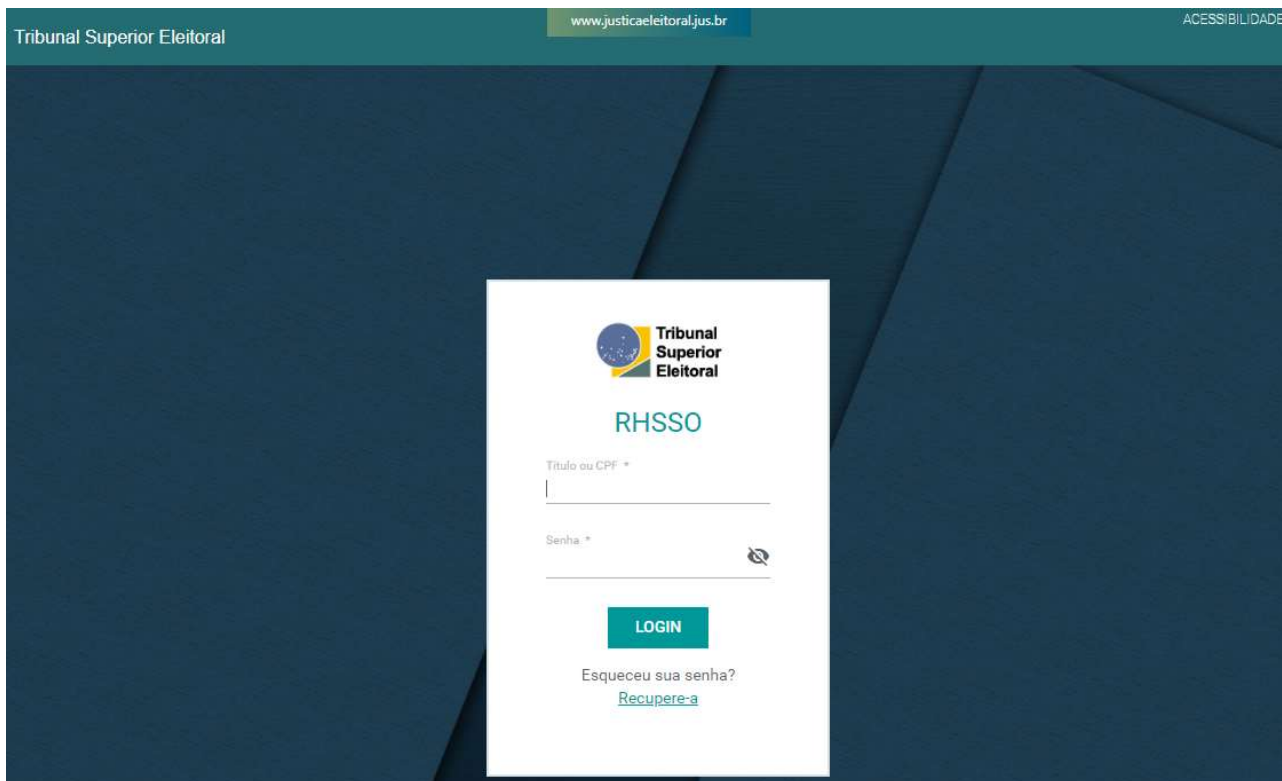 www.justicaeleitoral.jus.br
ACESSIBILIDADE
Tribunal Superior Eleitoral
Tribunal
Superior
Eleitoral
RHSSO
Título ou CPF *
Senha *
LOGIN
Esqueceu sua senha?
Recupere-a